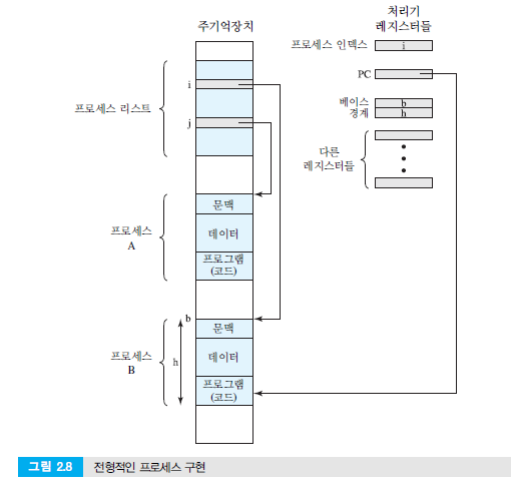 주기억장치
처리기
레지스터들
프로세스 인덱스
i
PC
베이스
b
경계
h
다른
레지스터들
프로세스 리스트
i
j
프로세스
A
문맥
데이터
프로그램
(코드)
프로세스
B
b
h
문맥
데이터
프로그램
(코드)
그림 2.8 전형적인 프로세스 구현